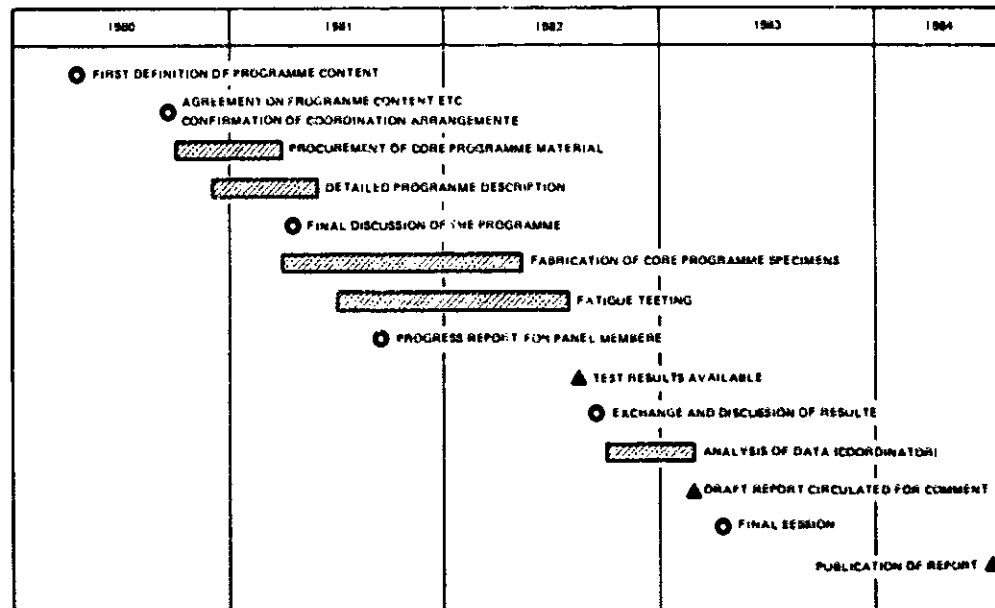 1980 1981 1982 1983 1984
FIRST DEFINITION OF PROGRAMME CONTENT
AGREEMENT ON PROGRAMME CONTENT ETC
CONFIRMATION OF COORDINATION ARRANGEMENTE
PROCUREMENT OF CORE PROGRAMME MATERIAL
DETAILED PROGRAMME DESCRIPTION
FINAL DISCUSSION OF THE PROGRAMME
FABRICATION OF CORE PROGRAMME SPECIMENS
FATIGUE TEETING
PROGRESS REPORT FOR PANEL MEMBERE
TEST RESULTS AVAILABLE
EXCHANGE AND DISCUSSION OF RESULTE
ANALYSIS OF DATA (COORDINATOR)
DRAFT REPORT CIRCULATED FOR COMMENT
FINAL SESSION
PUBLICATION OF REPORT